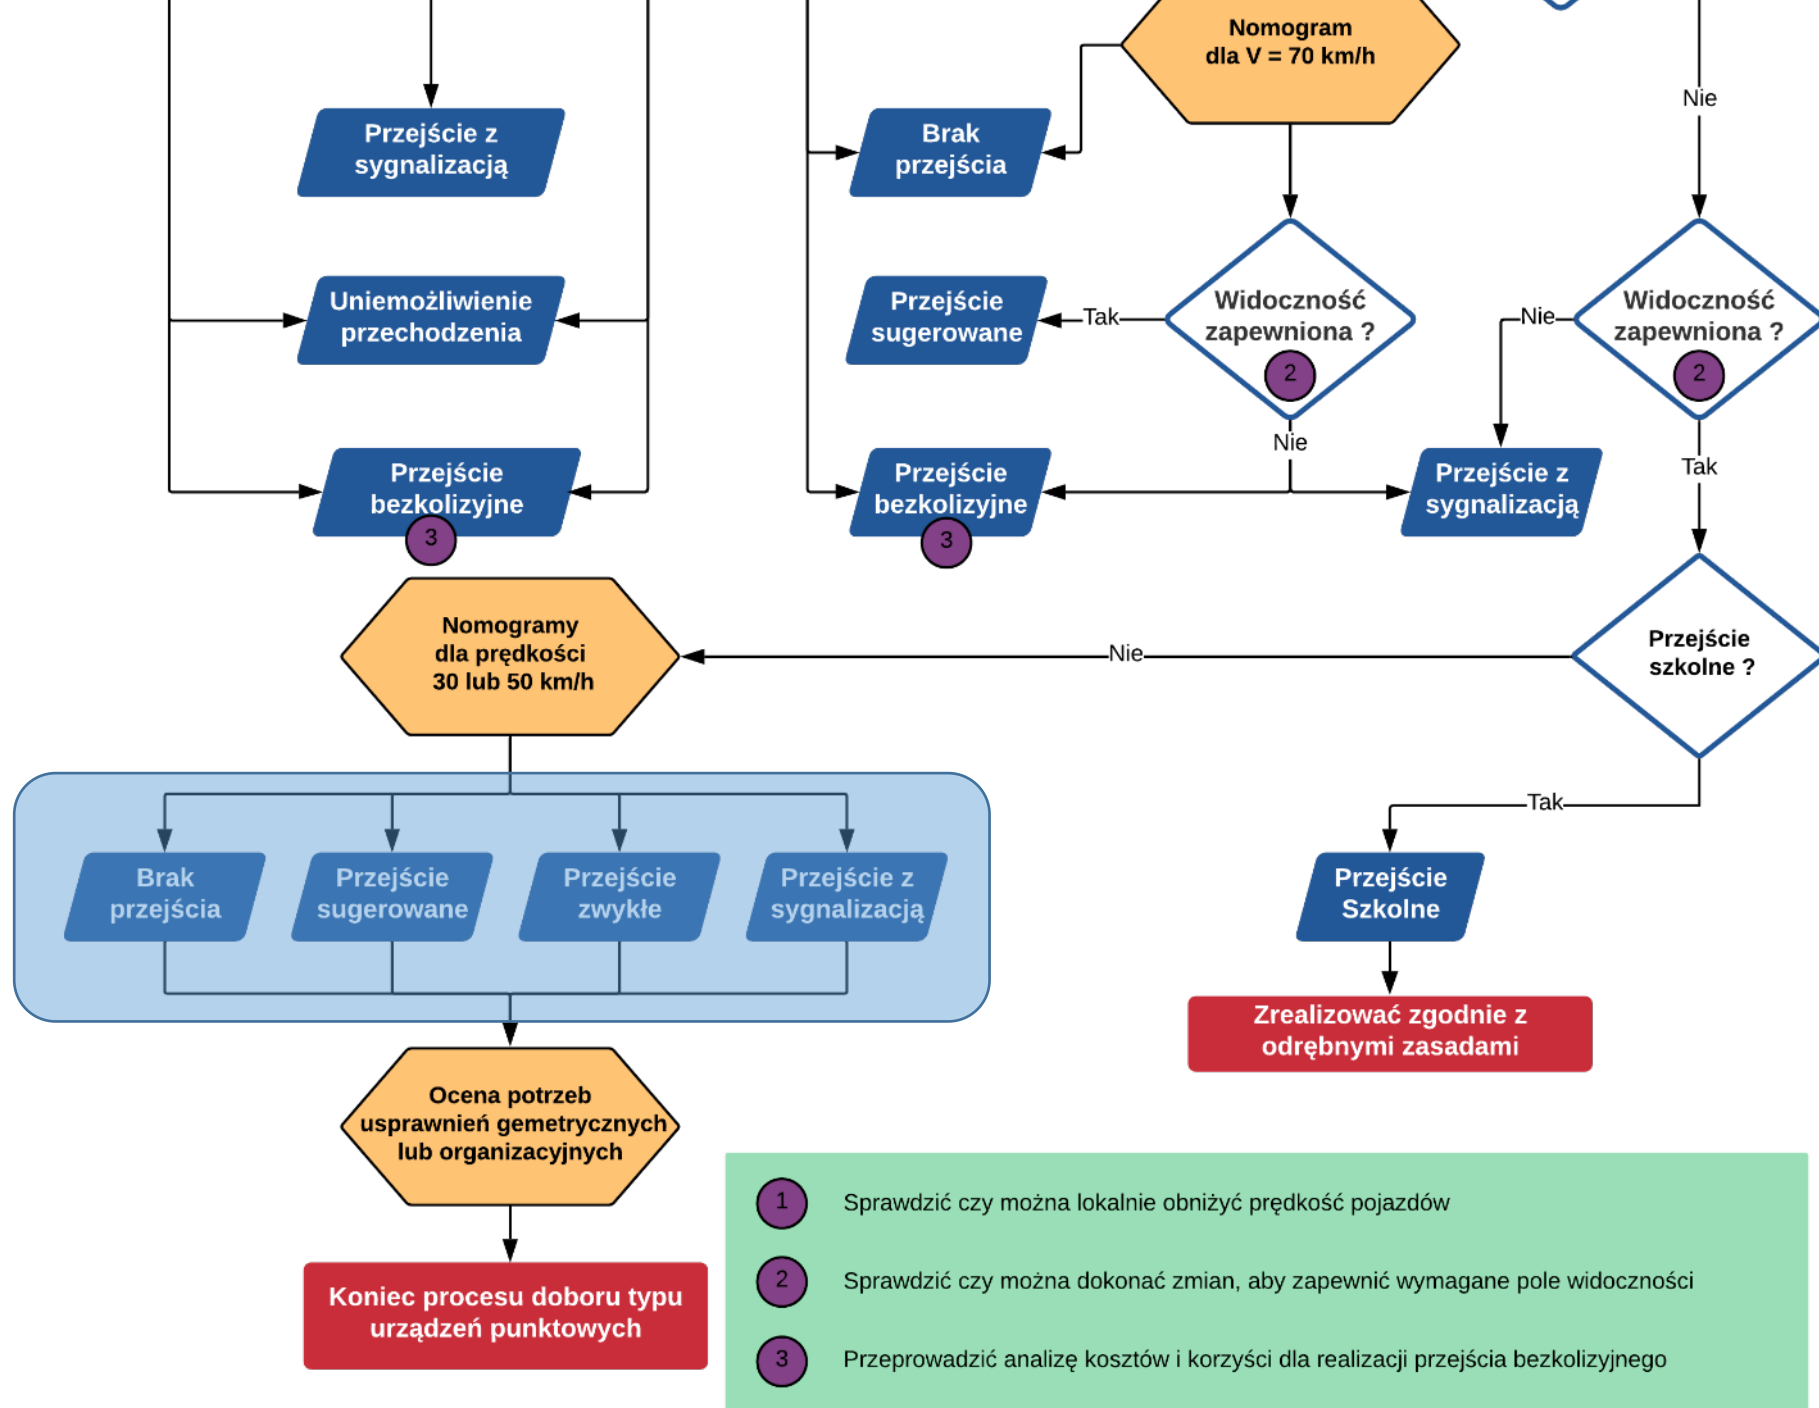 Nomogram
dla V = 70 km/h
Nie
Przejście z
sygnalizacją
Brak
przejścia
Uniemożliwienie
przechodzenia
Przejście
sugerowane
Tak
Widoczność
zapewniona ?
2
Nie
Widoczność
zapewniona ?
2
Nie
Tak
Przejście
bezkolizyjne
3
Przejście
bezkolizyjne
3
Przejście z
sygnalizacją
Nomogramy
dla prędkości
30 lub 50 km/h
Nie
Przejście
szkolne ?
Tak
Brak
przejścia
Przejście
sugerowane
Przejście
zwykłe
Przejście z
sygnalizacją
Przejście
Szkolne
Zrealizować zgodnie z
odrębnymi zasadami
Ocena potrzeb
usprawnień gemetrycznych
lub organizacyjnych
Koniec procesu doboru typu
urządzeń punktowych
1 Sprawdzić czy można lokalnie obniżyć prędkość pojazdów
2 Sprawdzić czy można dokonać zmian, aby zapewnić wymagane pole widoczności
3 Przeprowadzić analizę kosztów i korzyści dla realizacji przejścia bezkolizyjnego